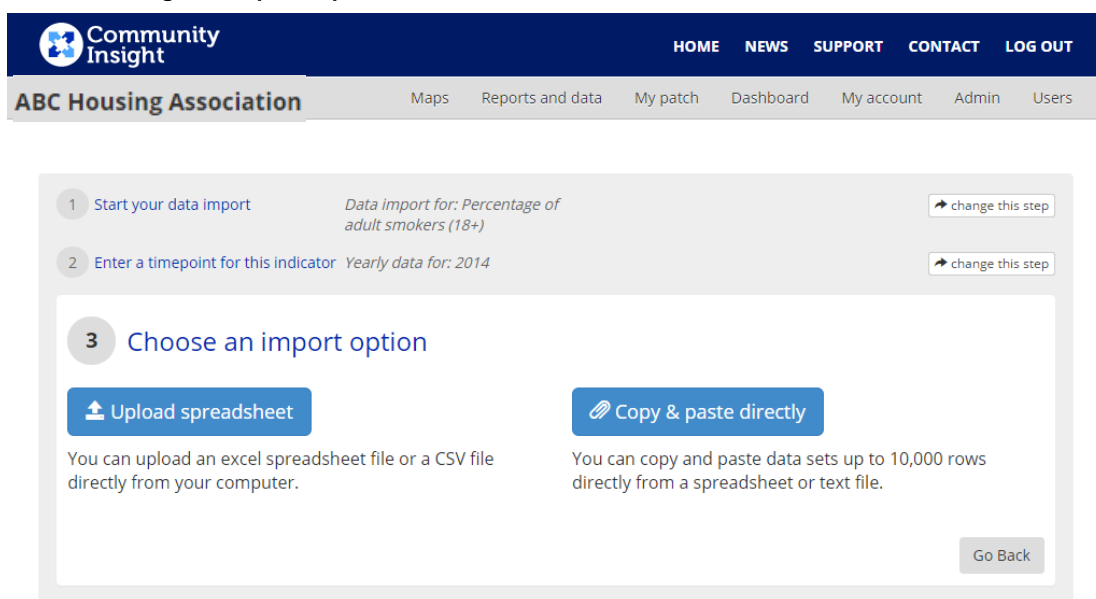 Community
Insight
HOME NEWS SUPPORT CONTACT LOG OUT
ABC Housing Association
Maps Reports and data My patch Dashboard My account Admin Users
1 Start your data import Data import for: Percentage of
adult smokers (18+)
change this step
2 Enter a timepoint for this indicator Yearly data for: 2014
change this step
3 Choose an import option
Upload spreadsheet
You can upload an excel spreadsheet file or a CSV file
directly from your computer.
Copy & paste directly
You can copy and paste data sets up to 10,000 rows
directly from a spreadsheet or text file.
Go Back